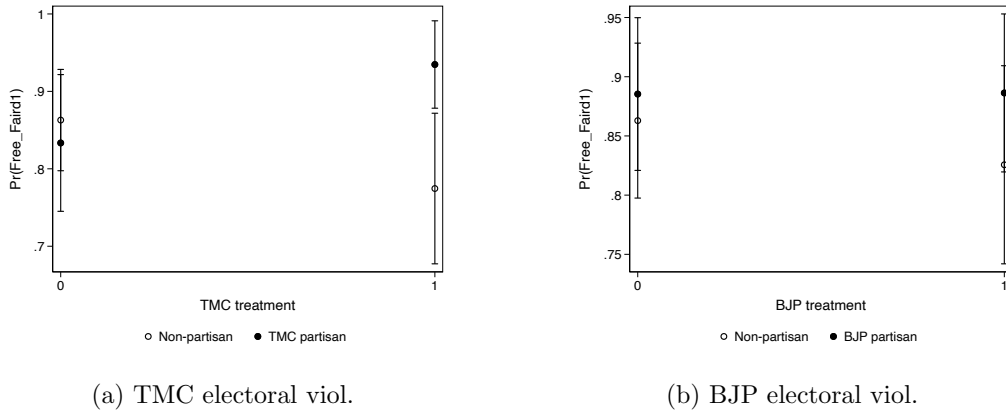 1
.9
.8
.7
Pr(Free_Faird1)
0
1
TMC treatment
Non-partisan
TMC partisan
(a) TMC electoral viol.
.95
.9
.85
.8
.75
Pr(Free_Faird1)
0
1
BJP treatment
Non-partisan
BJP partisan
(b) BJP electoral viol.